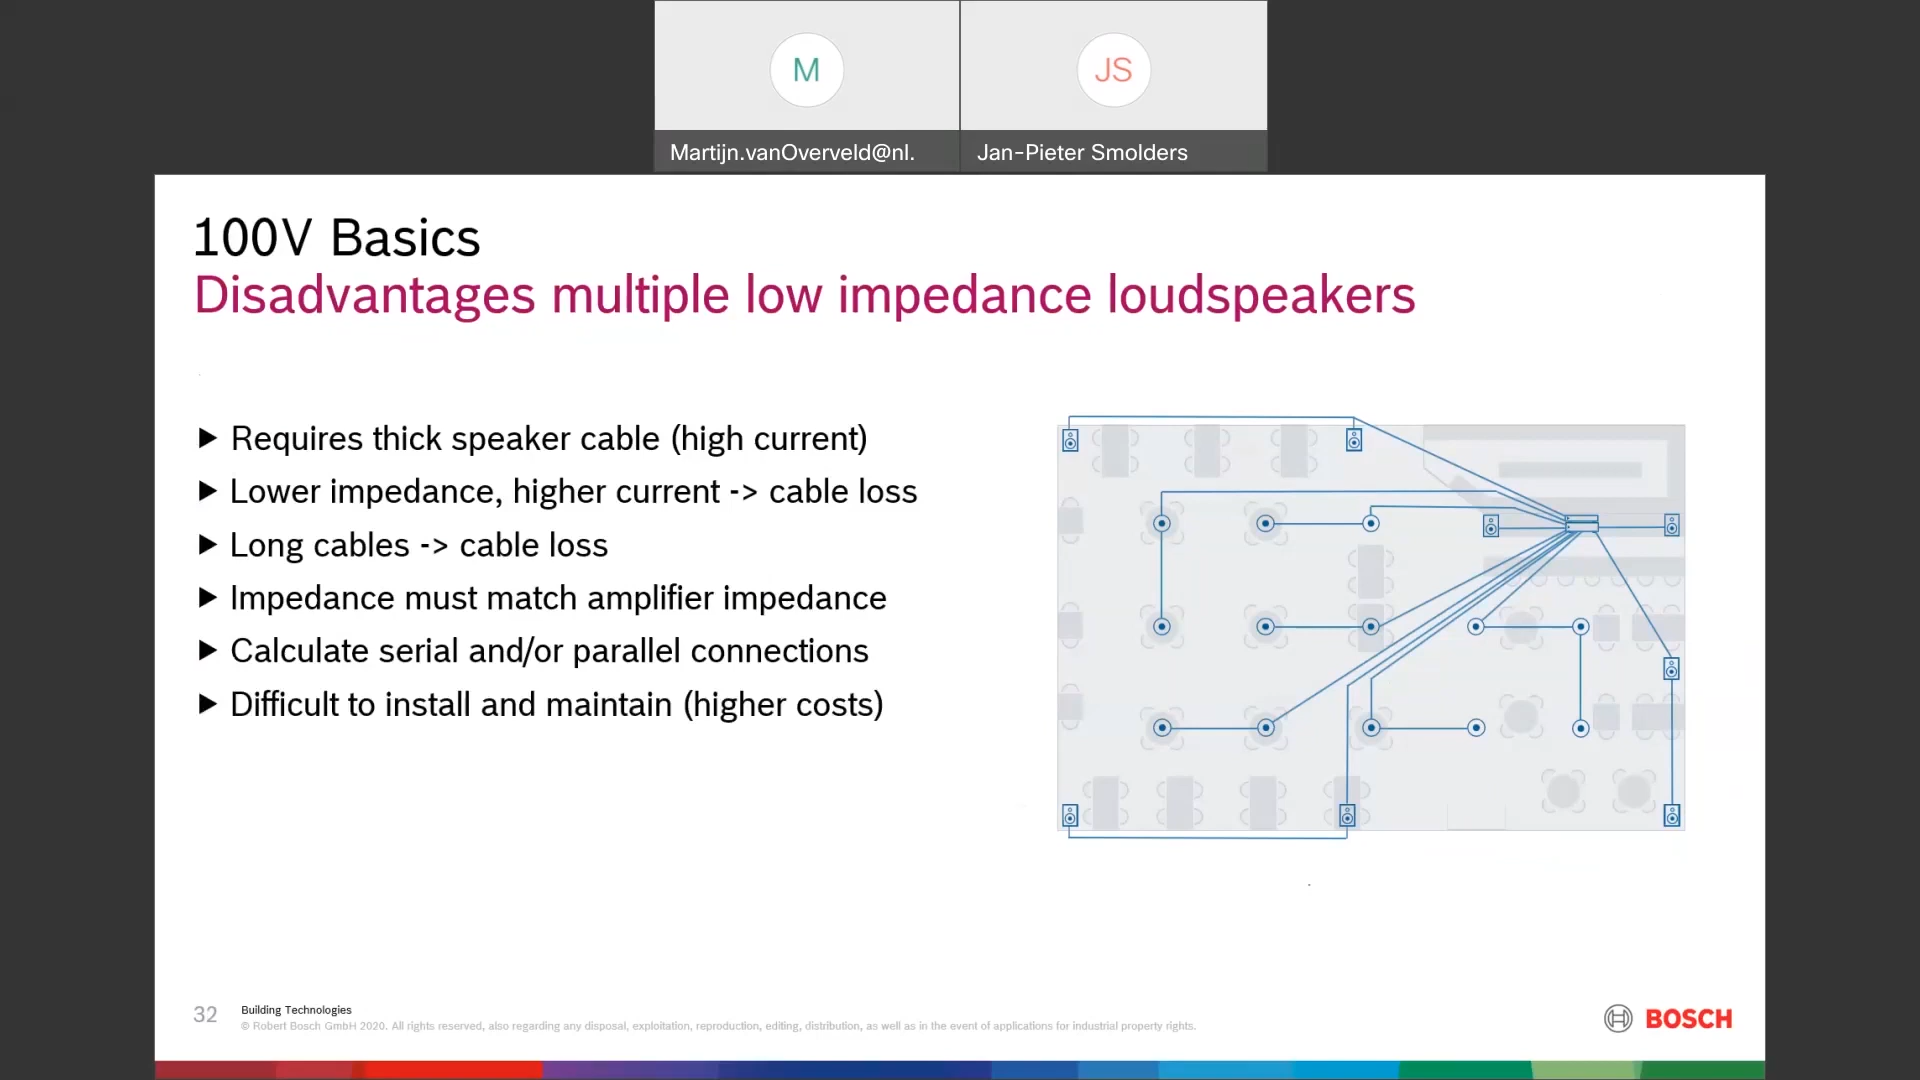 M
JS
Martijn.vanOverveld@nl.
Jan-Pieter Smolders
100V Basics
Disadvantages multiple low impedance loudspeakers
Requires thick speaker cable (high current)
Lower impedance, higher current -> cable loss
Long cables -> cable loss
Impedance must match amplifier impedance
Calculate serial and/or parallel connections
Difficult to install and maintain (higher costs)
32
Building Technologies
© Robert Bosch GmbH 2020. All rights reserved, also regarding any disposal, exploitation, reproduction, editing, distribution, as well as in the event of applications for industrial property rights.
BOSCH